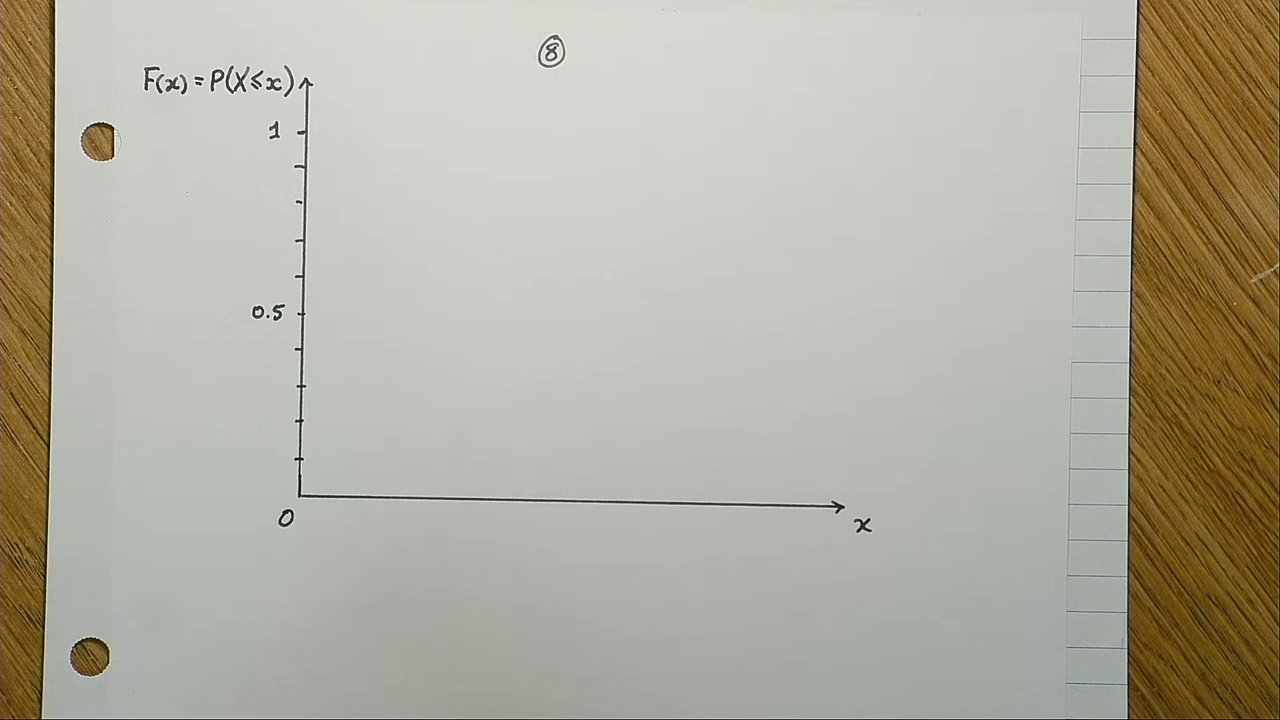 ⑧
F(x) = P(X ≤ x)
1
0.5
0
x